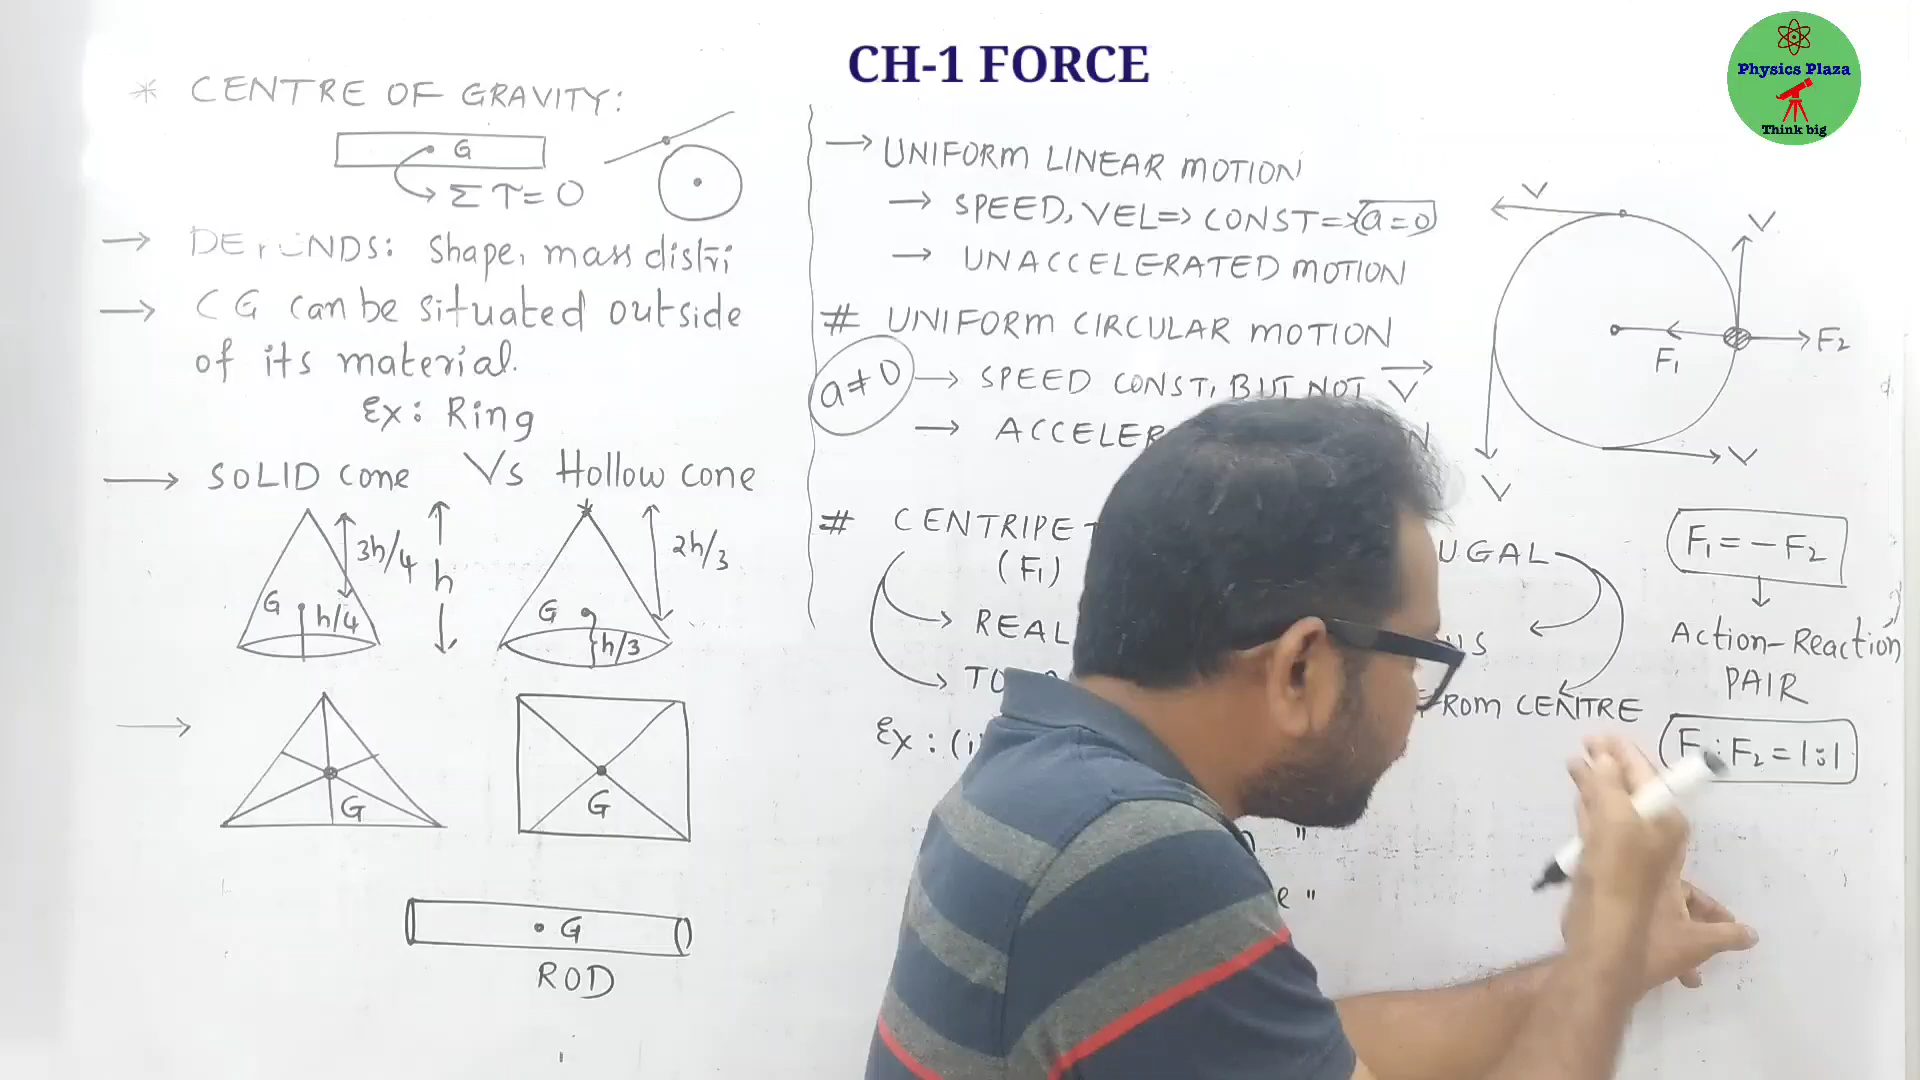 CH-1 FORCE
Physics Plaza
Think big
* CENTRE OF GRAVITY:
G
Σ τ = 0
→ DEPENDS: Shape, mass distri
→ CG can be situated outside
of its material.
Ex: Ring
→ SOLID cone Vs Hollow cone
3h/4
h
2h/3
G
h/4
G
h/3
→
G
G
G
ROD
→ UNIFORM LINEAR MOTION
→ SPEED, VEL => CONST => a=0
→ UNACCELERATED MOTION
# UNIFORM CIRCULAR MOTION
a≠0
→ SPEED CONST, BUT NOT V
→ ACCELER
# CENTRIPE
UGAL
(F1)
→ REAL
US
→ TO
FROM CENTRE
Ex: (i)
"
e "
V
V
F1
F2
V
V
F1 = - F2
Action-Reaction
PAIR
F : F2 = 1:1